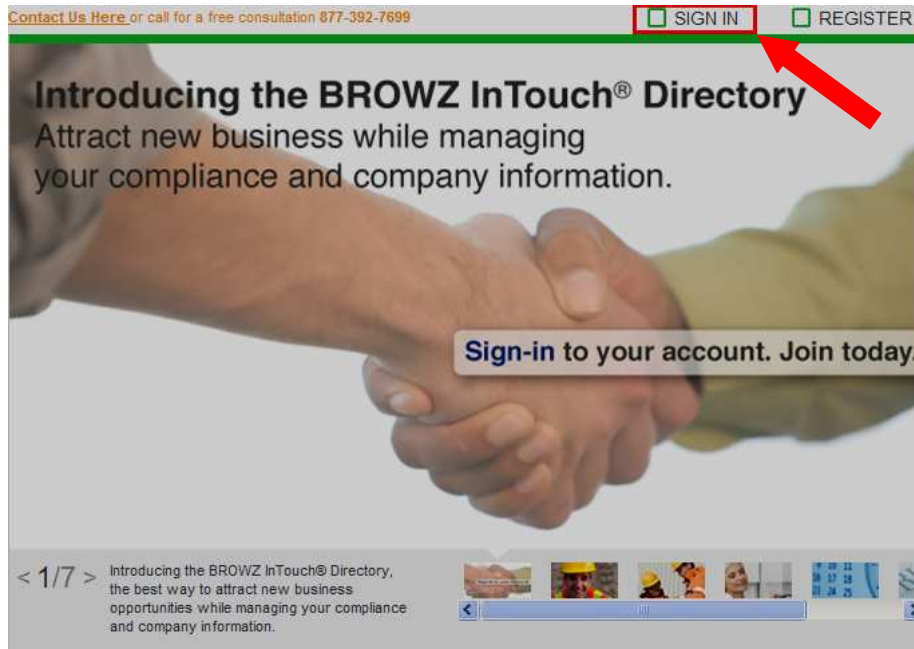 Contact Us Here or call for a free consultation 877-392-7699
SIGN IN
REGISTER
Introducing the BROWZ InTouch® Directory
Attract new business while managing
your compliance and company information.
Sign-in to your account. Join today.
< 1/7 >
Introducing the BROWZ InTouch® Directory,
the best way to attract new business
opportunities while managing your compliance
and company information.